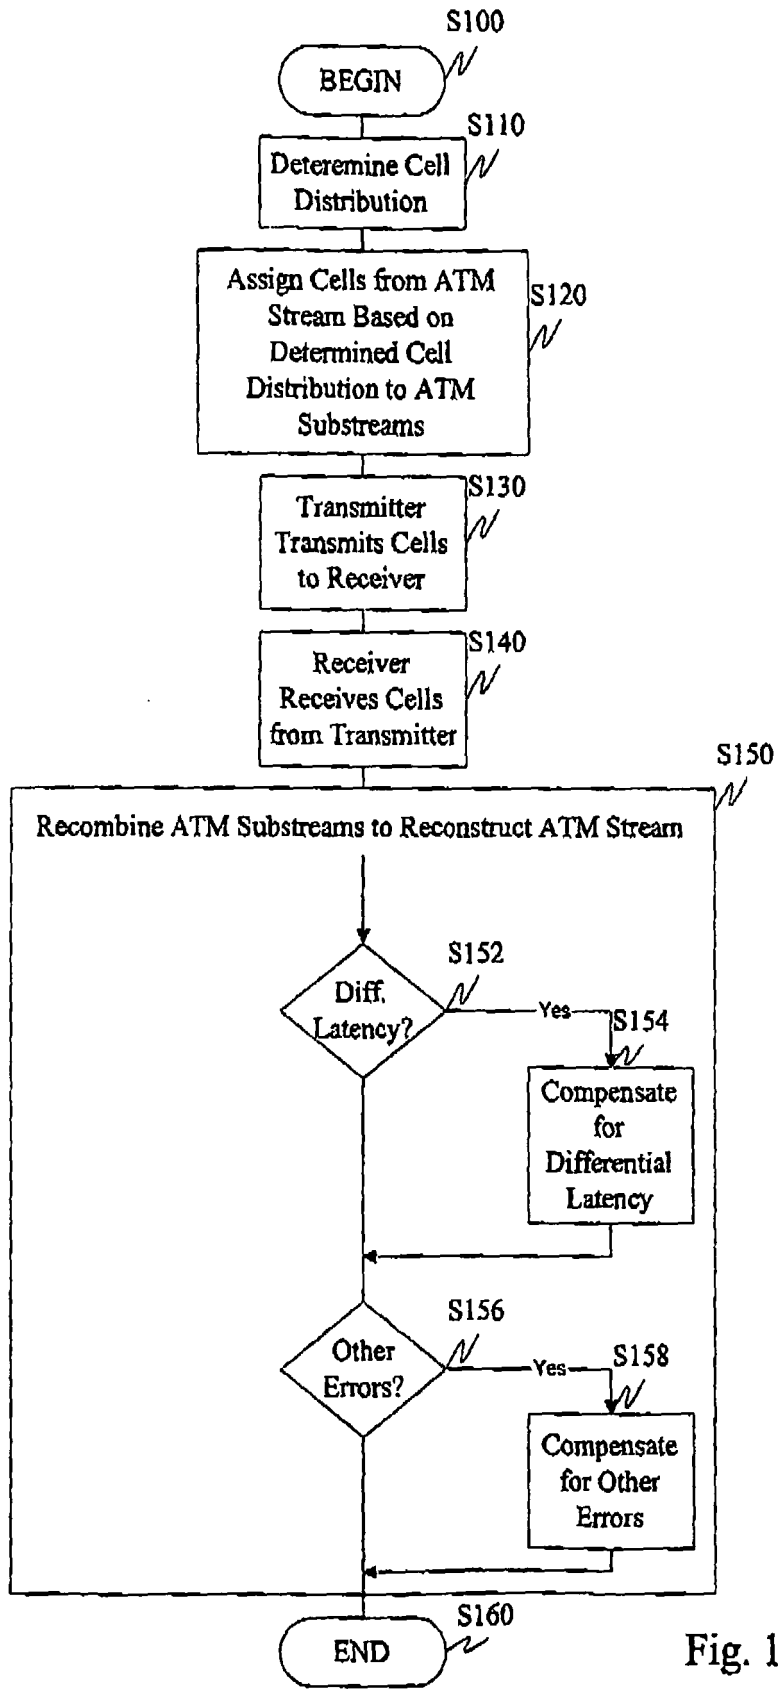 S100
BEGIN
S110
Deteremine Cell
Distribution
Assign Cells from ATM
Stream Based on
Determined Cell
Distribution to ATM
Substreams
S120
S130
Transmitter
Transmits Cells
to Receiver
S140
Receiver
Receives Cells
from Transmitter
S150
Recombine ATM Substreams to Reconstruct ATM Stream
S152
Diff.
Latency?
Yes
S154
Compensate
for
Differential
Latency
S156
Other
Errors?
Yes
S158
Compensate
for Other
Errors
S160
END
Fig. 1